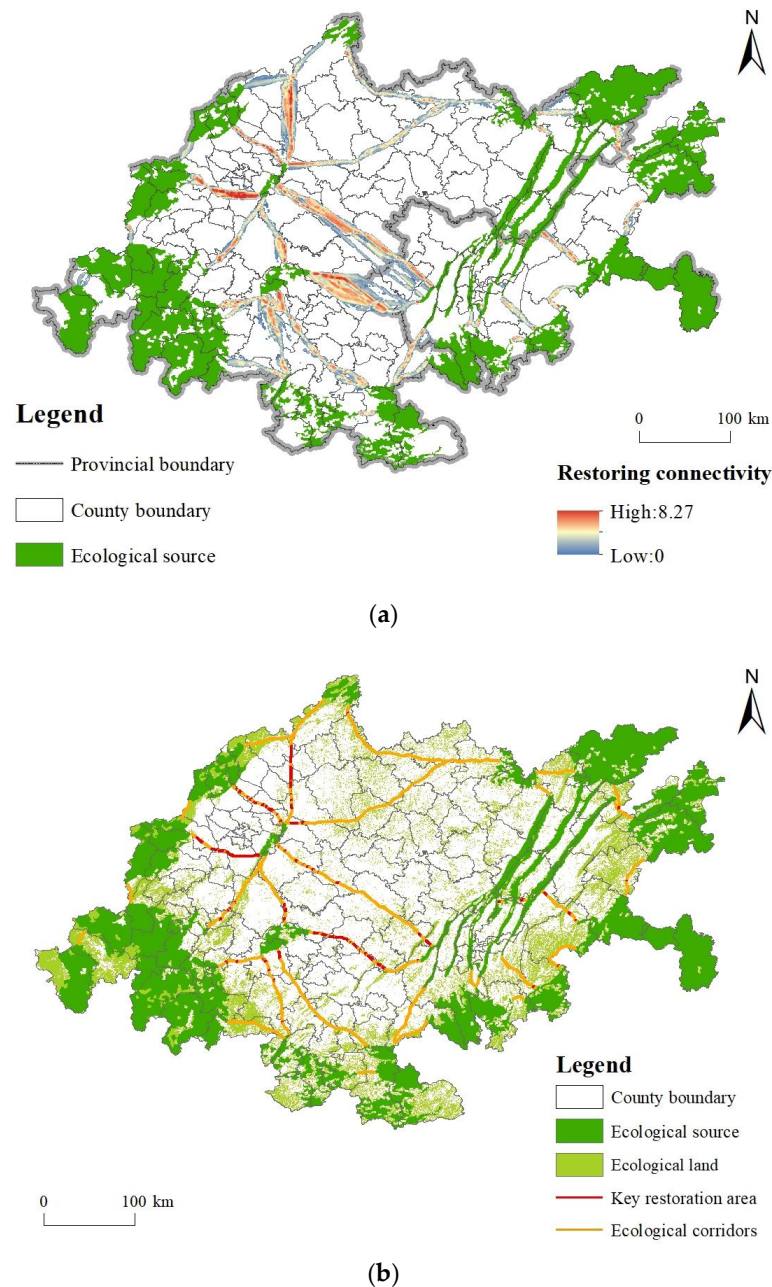 N
Legend
Provincial boundary
County boundary
Ecological source
0 100 km
Restoring connectivity
High:8.27
Low:0
(a)
N
Legend
County boundary
Ecological source
Ecological land
Key restoration area
Ecological corridors
0 100 km
(b)